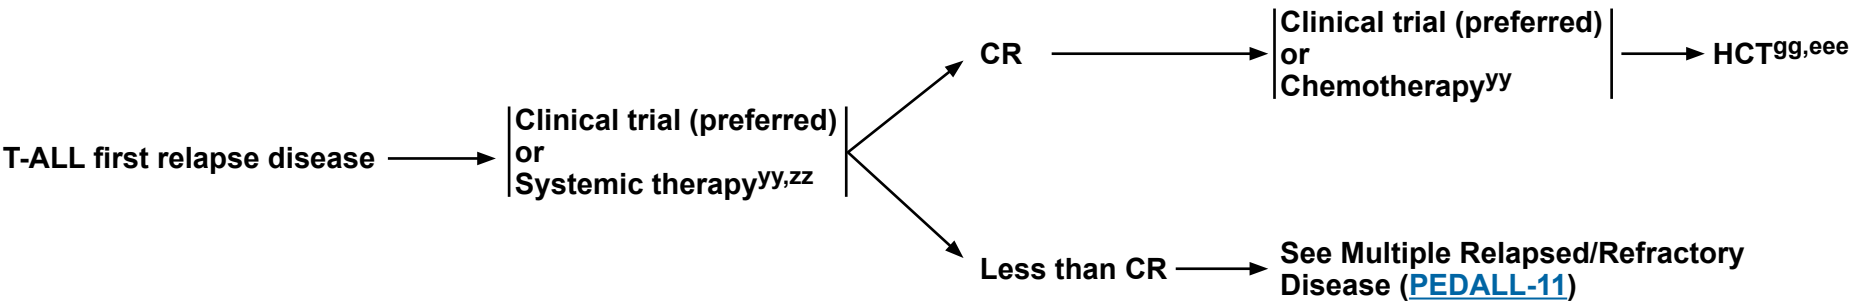 T-ALL first relapse disease
Clinical trial (preferred)
or
Systemic therapyyy,zz
CR
Clinical trial (preferred)
or
Chemotherapyyy
HCTgg,eee
Less than CR
See Multiple Relapsed/Refractory
Disease (PEDALL-11)